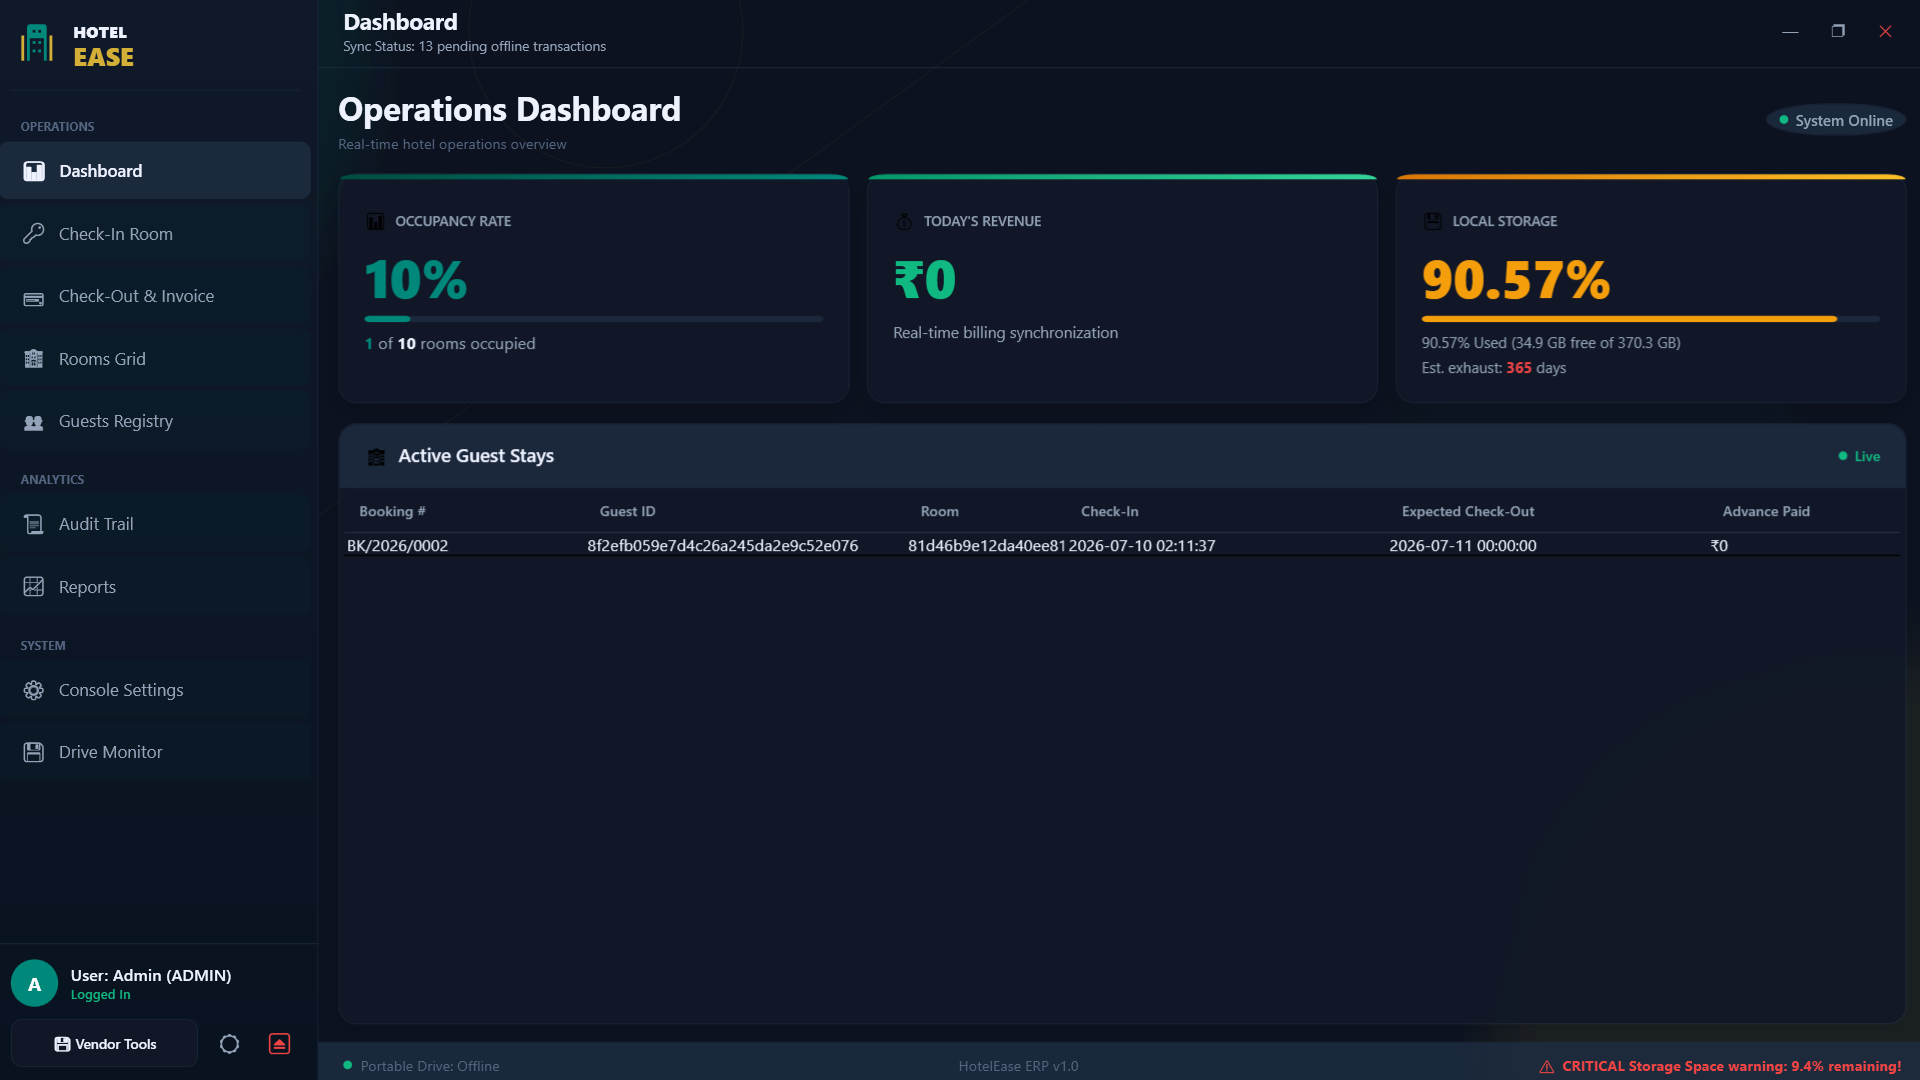 HOTEL
EASE
OPERATIONS
Dashboard
Check-In Room
Check-Out & Invoice
Rooms Grid
Guests Registry
ANALYTICS
Audit Trail
Reports
SYSTEM
Console Settings
Drive Monitor
A
User: Admin (ADMIN)
Logged In
Vendor Tools
Dashboard
Sync Status: 13 pending offline transactions
Operations Dashboard
Real-time hotel operations overview
System Online
OCCUPANCY RATE
10%
1 of 10 rooms occupied
TODAY'S REVENUE
₹0
Real-time billing synchronization
LOCAL STORAGE
90.57%
90.57% Used (34.9 GB free of 370.3 GB)
Est. exhaust: 365 days
Active Guest Stays
Live
Booking # Guest ID Room Check-In Expected Check-Out Advance Paid
BK/2026/0002 8f2efb059e7d4c26a245da2e9c52e076 81d46b9e12da40ee81 2026-07-10 02:11:37 2026-07-11 00:00:00 ₹0
Portable Drive: Offline
HotelEase ERP v1.0
CRITICAL Storage Space warning: 9.4% remaining!